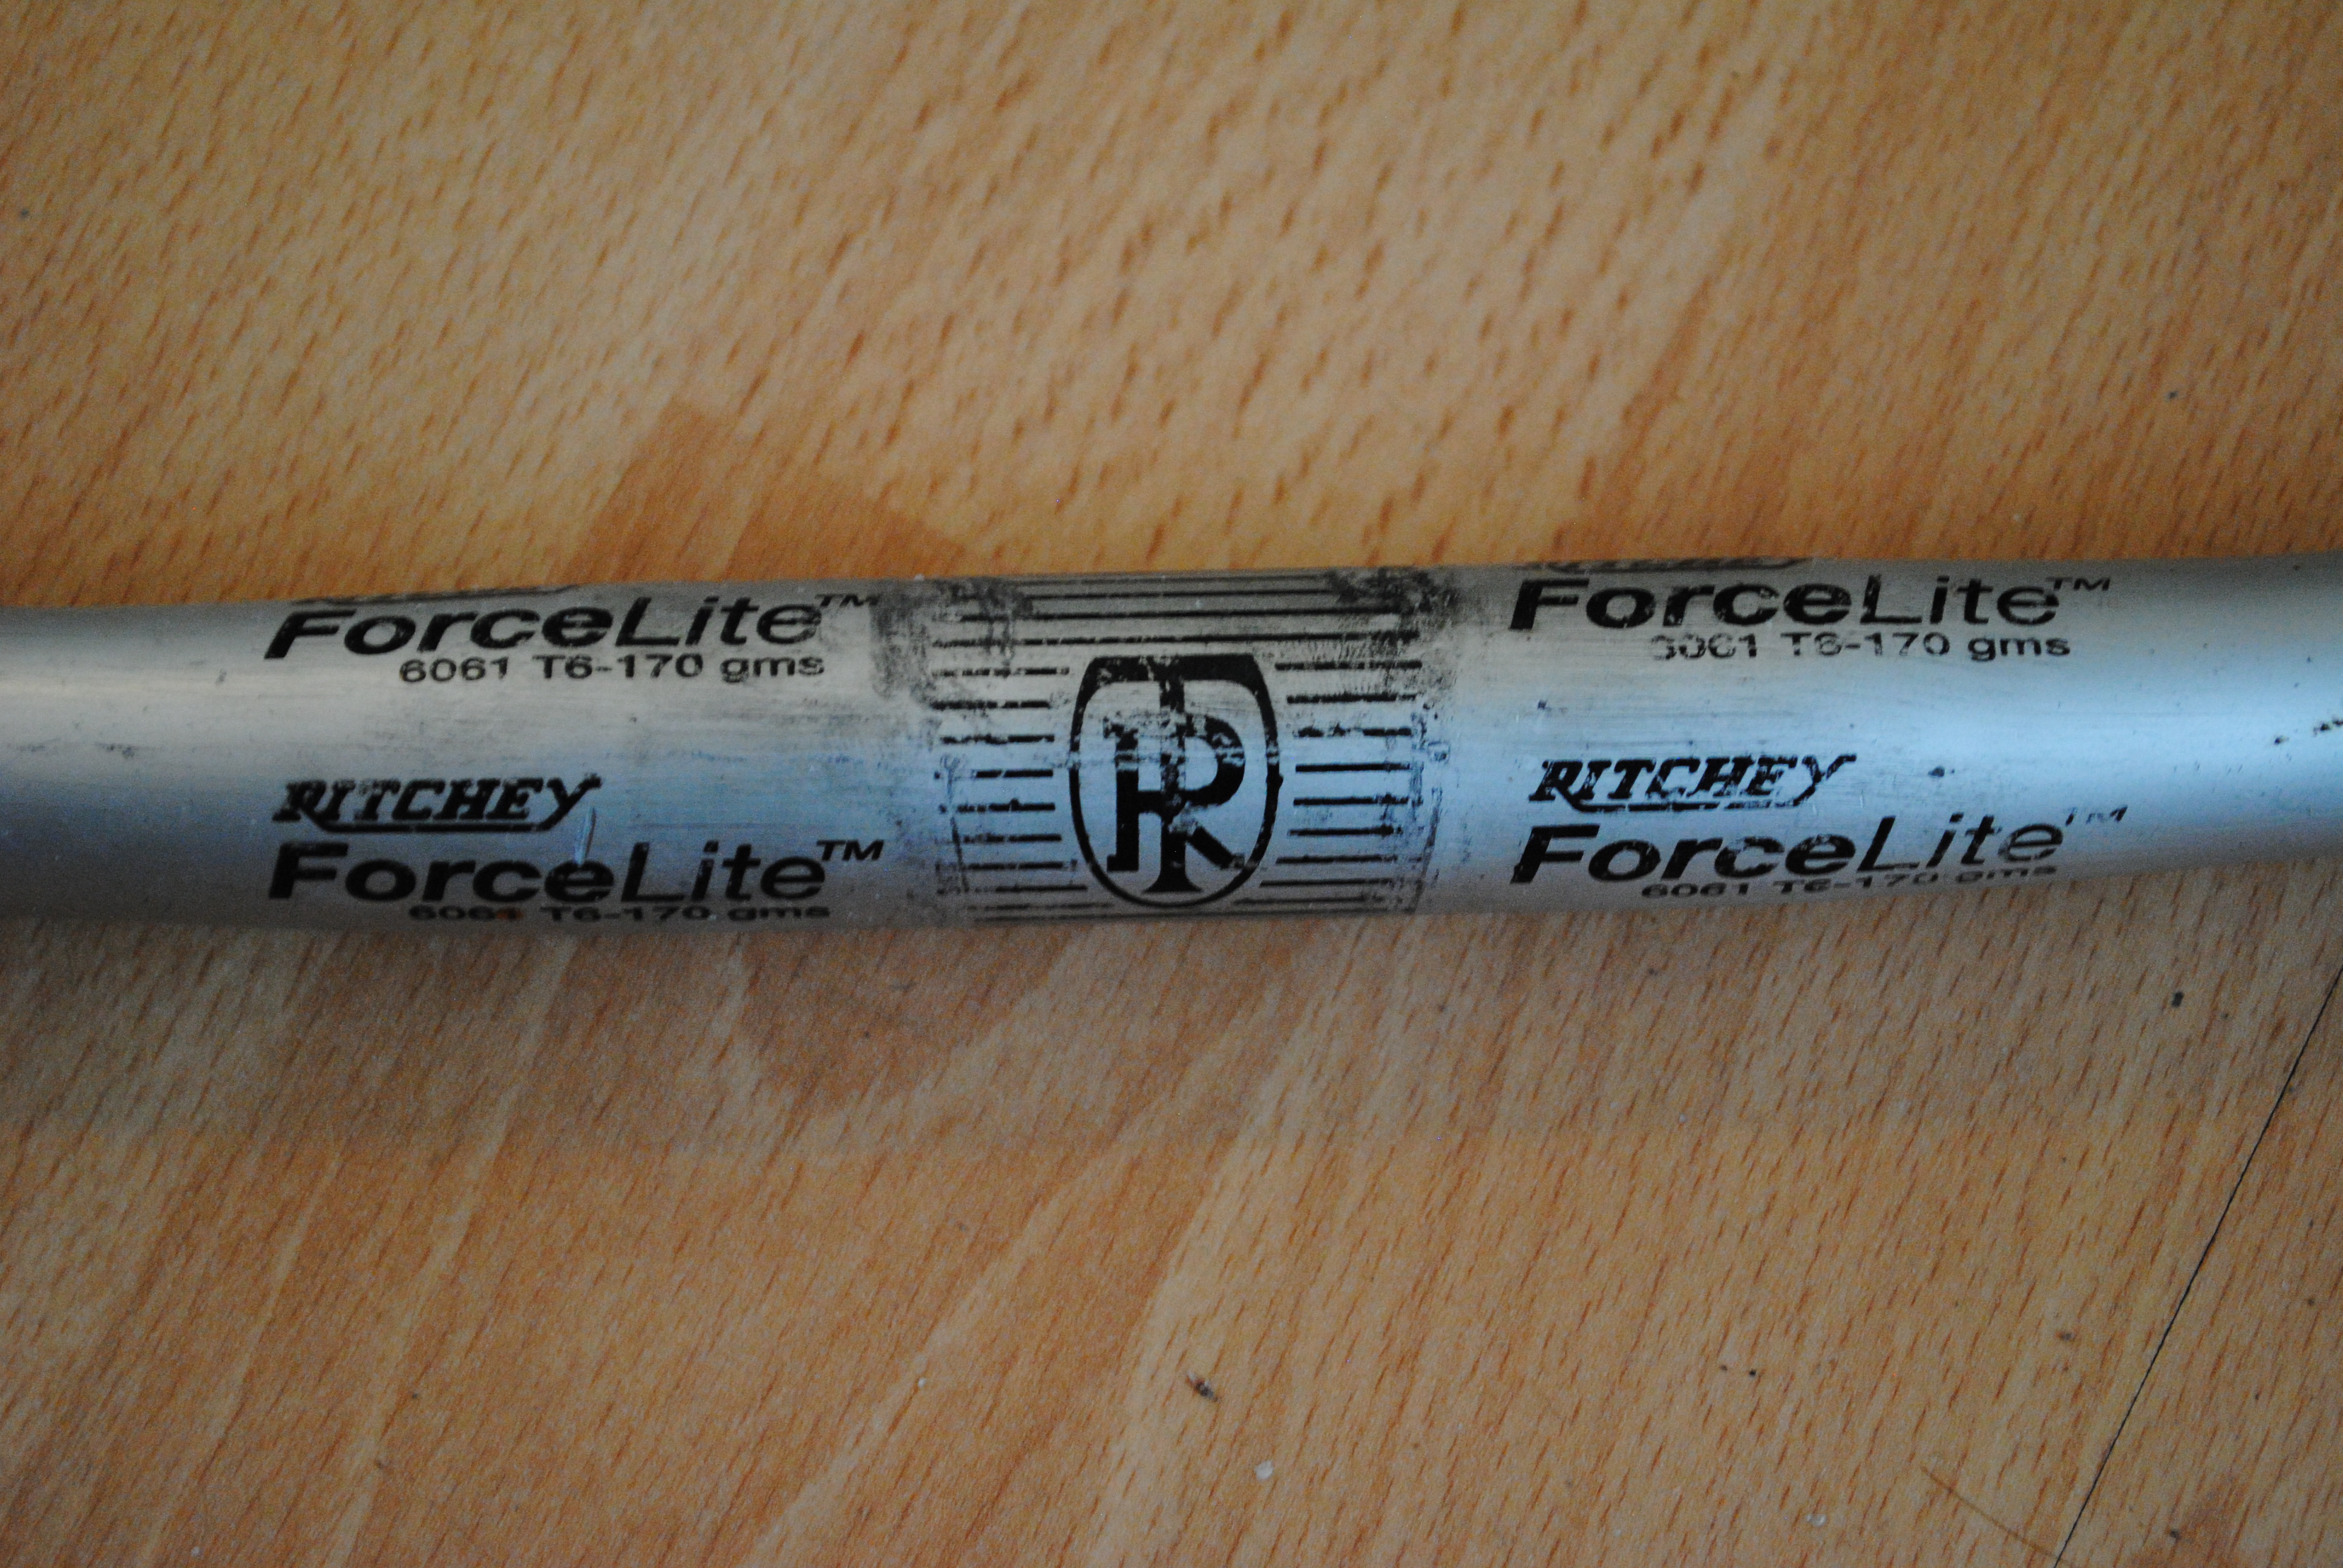 ForceLite™
6061 T6-170 gms
RITCHEY
ForceLite™
6061 T6-170 gms
R
ForceLite™
6061 T6-170 gms
RITCHEY
ForceLite™
6061 T6-170 gms